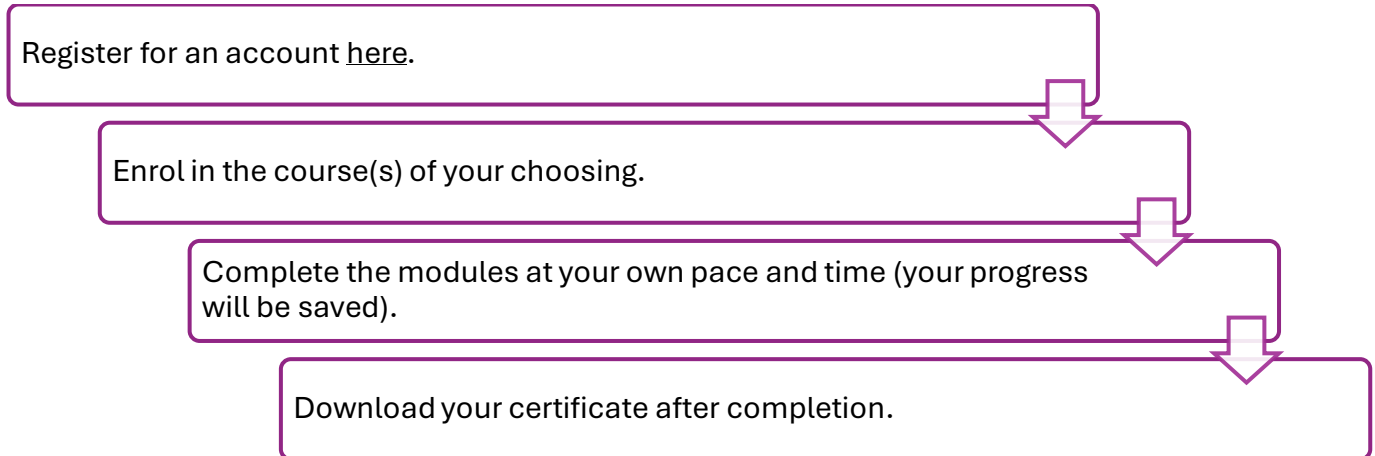 Register for an account here.
Enrol in the course(s) of your choosing.
Complete the modules at your own pace and time (your progress
will be saved).
Download your certificate after completion.